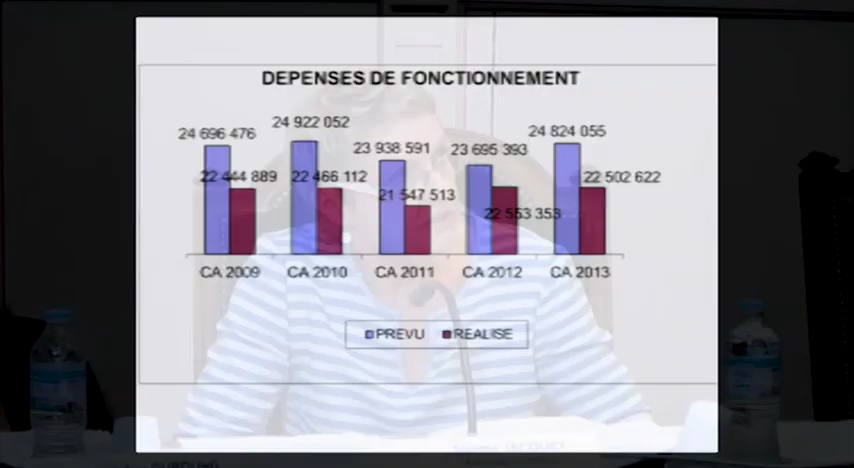 DEPENSES DE FONCTIONNEMENT
24 696 476
24 922 052
23 938 591
23 695 393
24 824 055
22 444 889
22 466 112
21 547 513
22 553 353
22 502 622
CA 2009
CA 2010
CA 2011
CA 2012
CA 2013
PREVU
REALISE